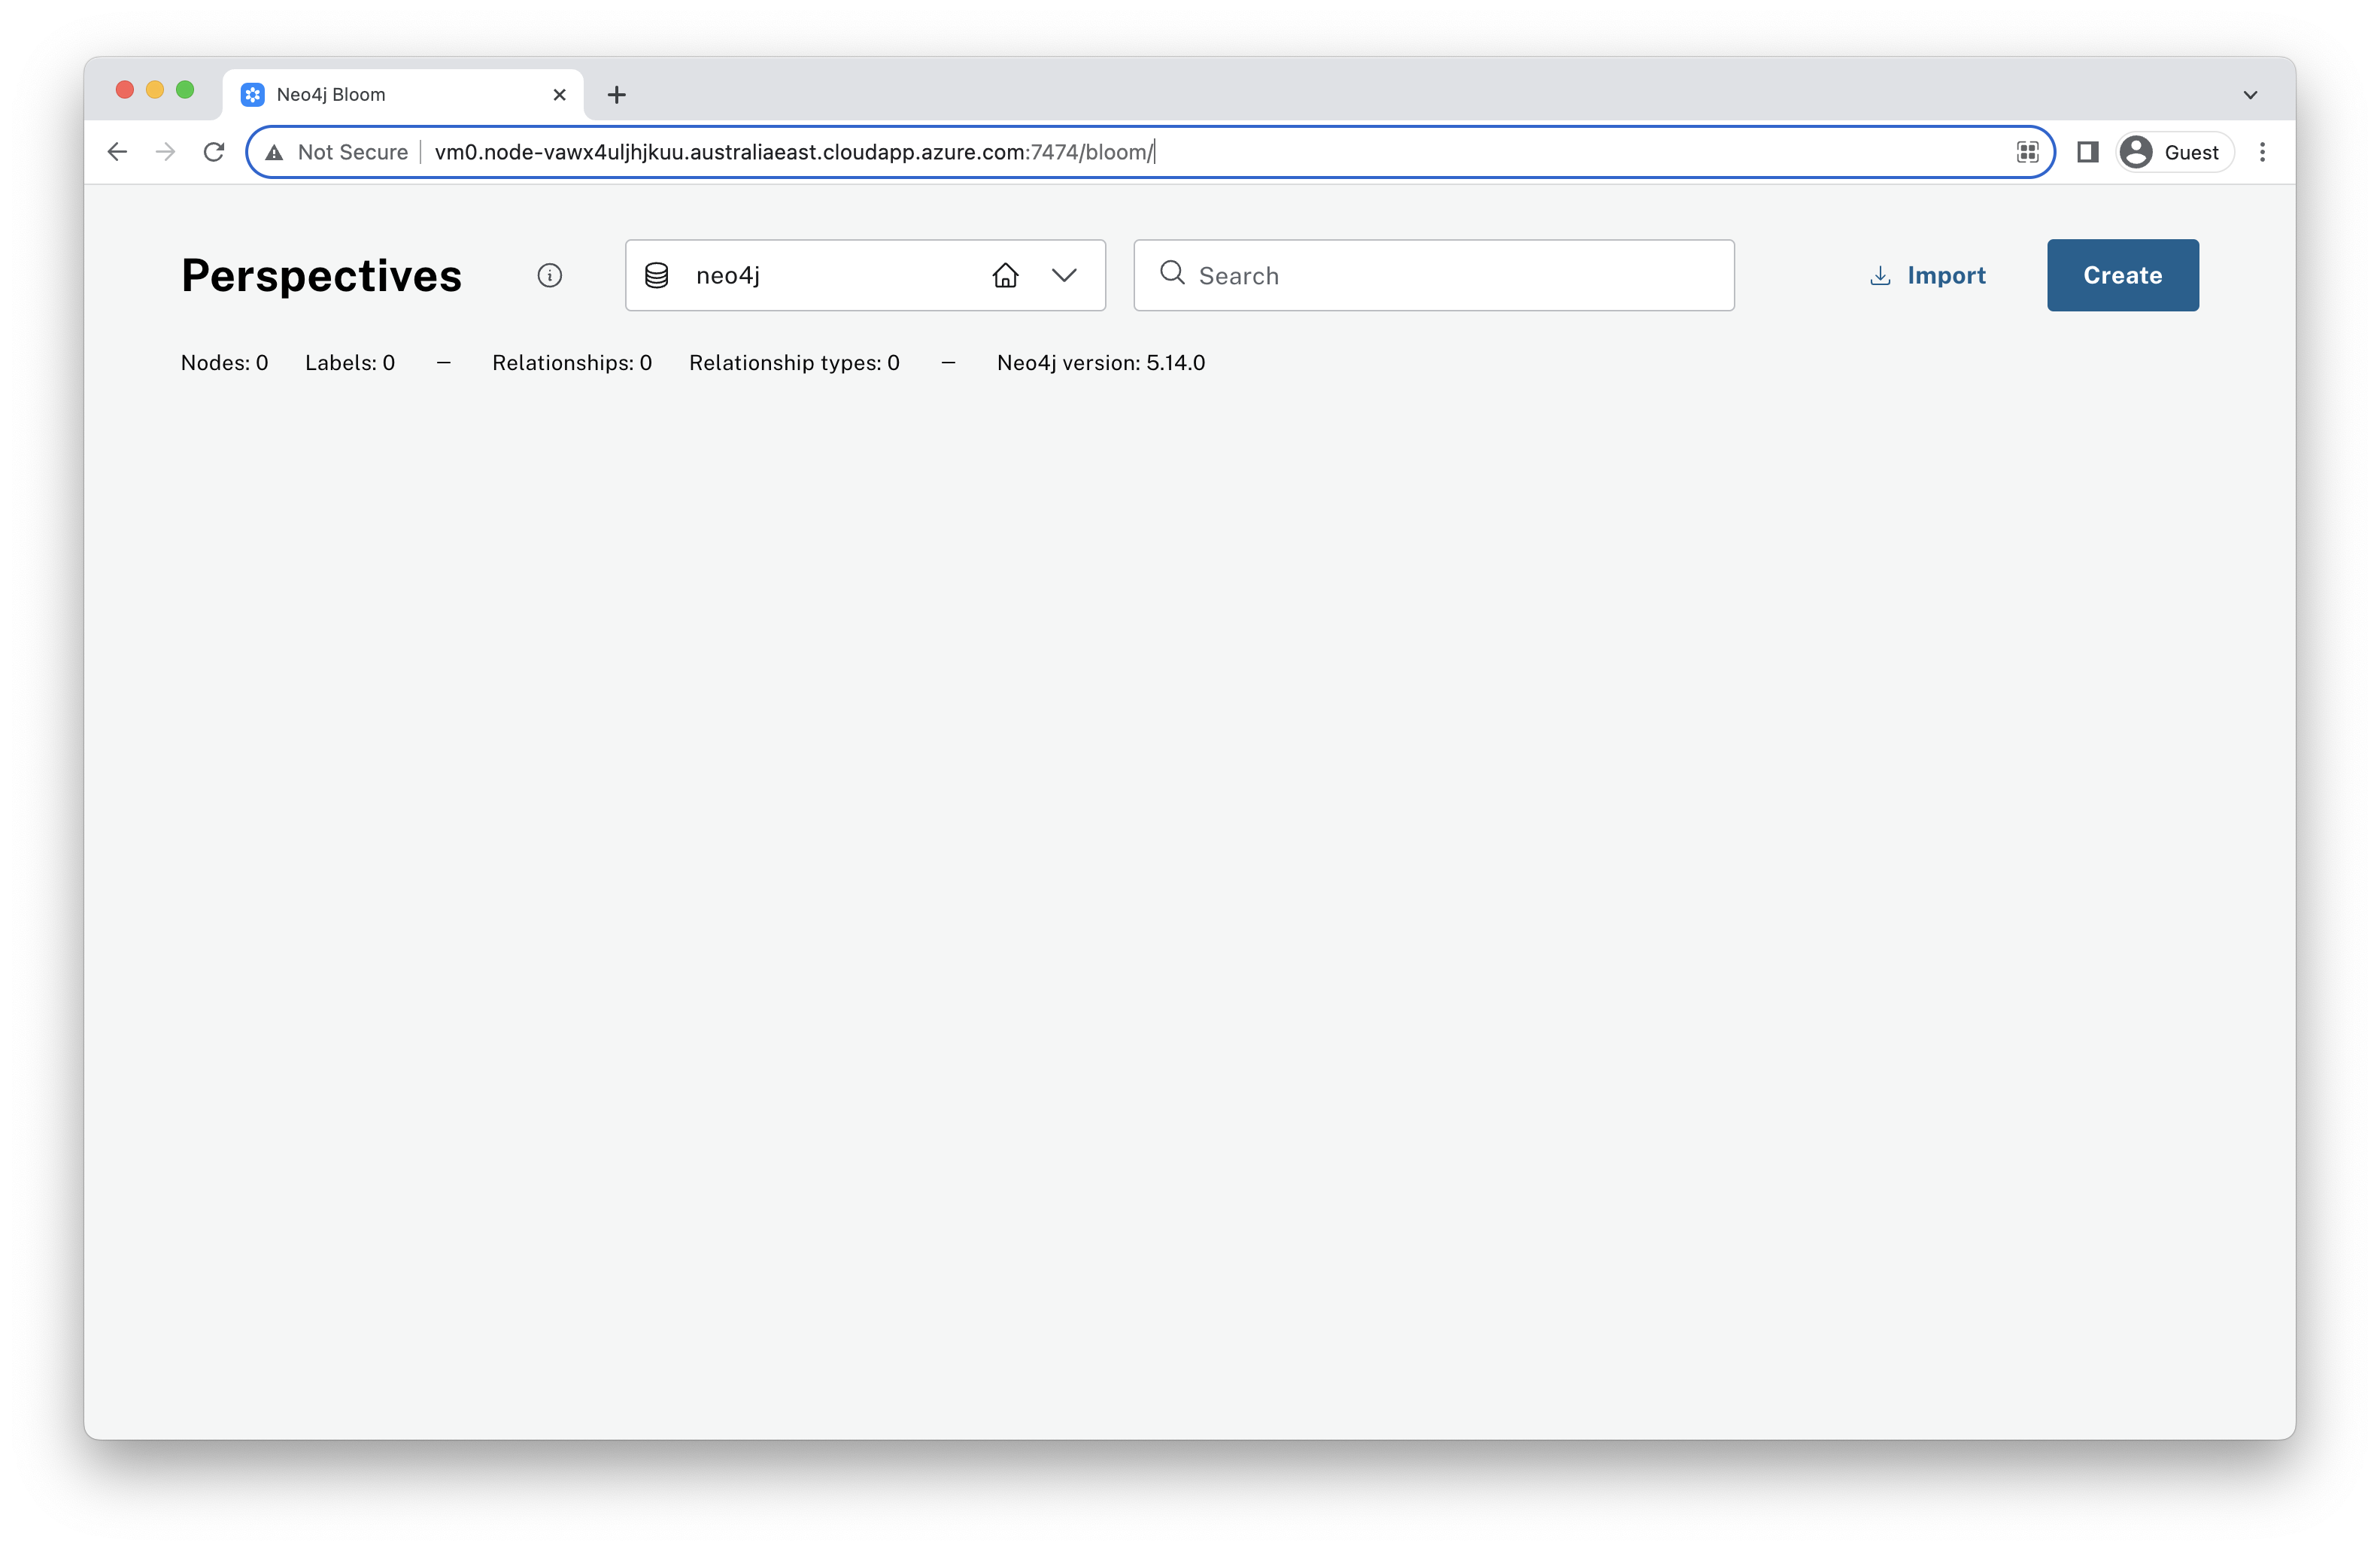 Neo4j Bloom
Not Secure vm0.node-vawx4uljhjkuu.australiaeast.cloudapp.azure.com:7474/bloom/ Guest
Perspectives neo4j Search Import Create
Nodes: 0 Labels: 0 — Relationships: 0 Relationship types: 0 — Neo4j version: 5.14.0